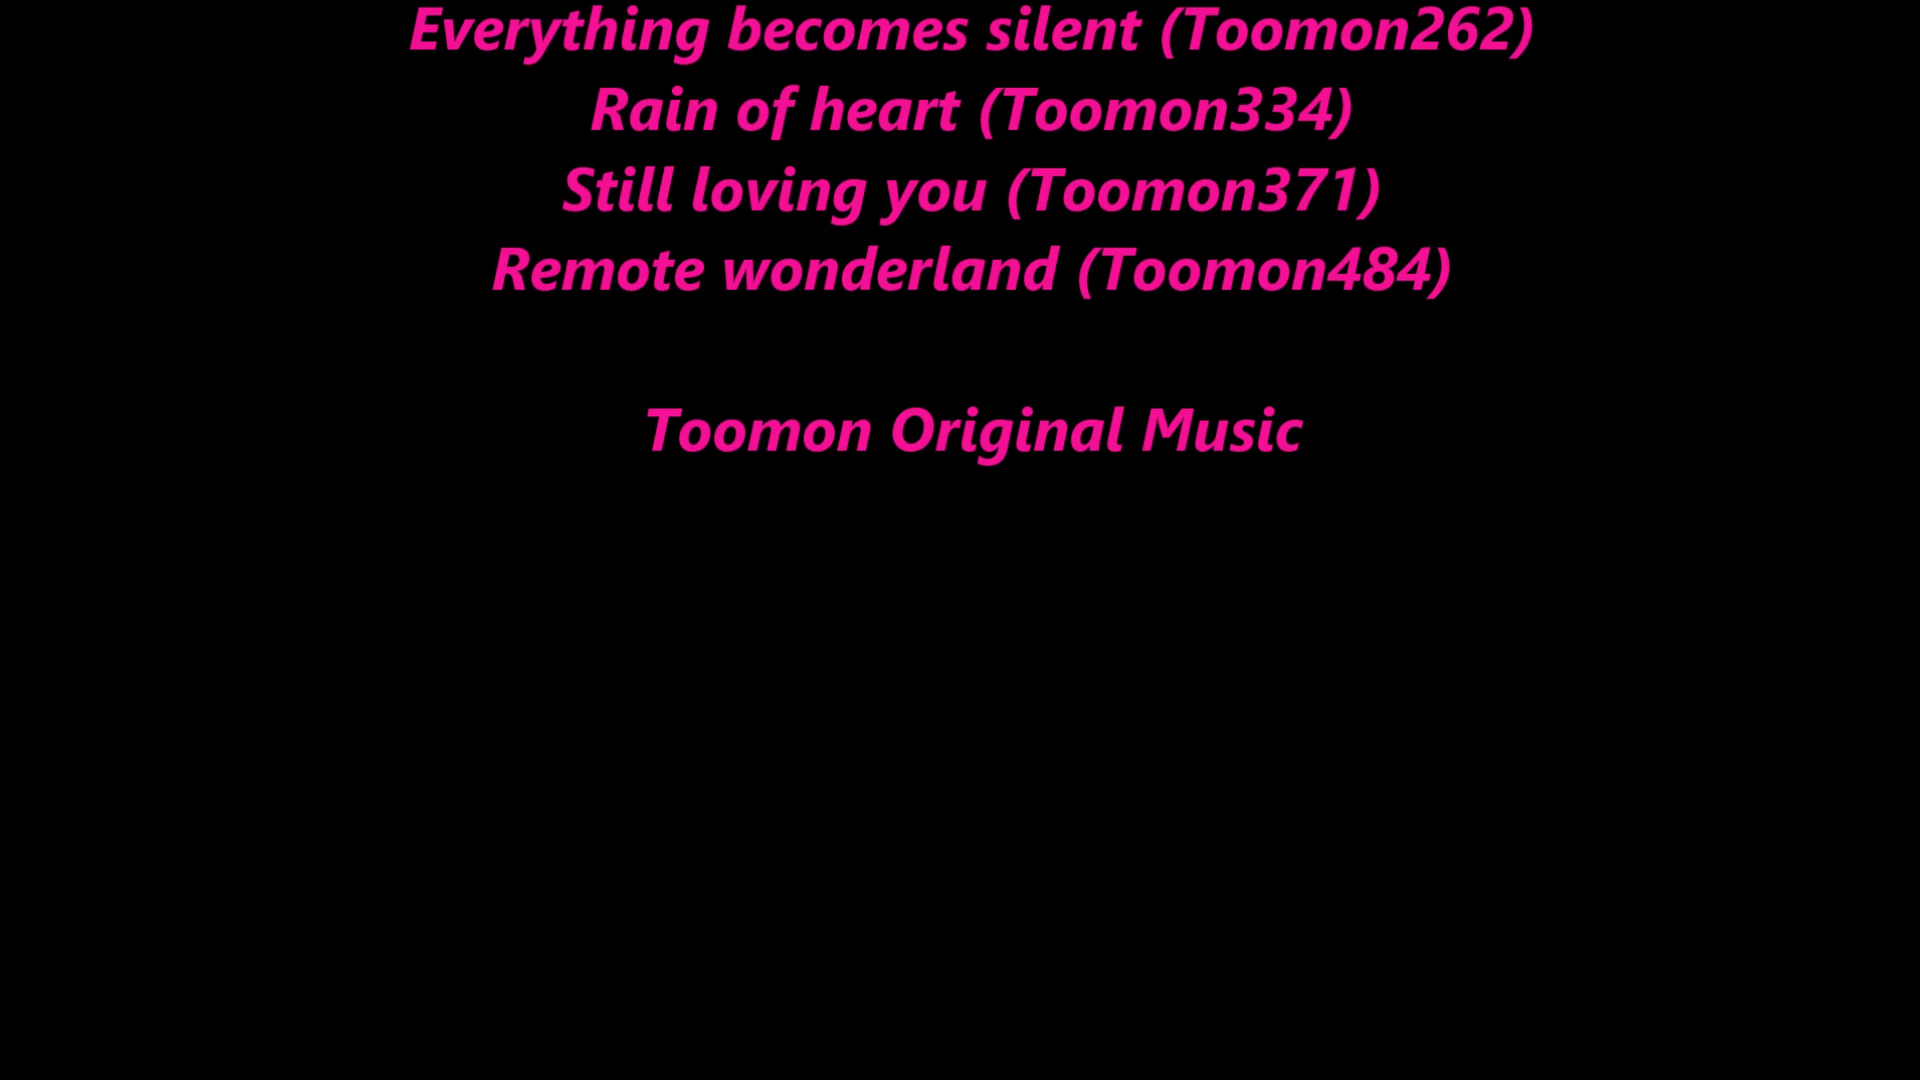 Everything becomes silent (Toomon262)
Rain of heart (Toomon334)
Still loving you (Toomon371)
Remote wonderland (Toomon484)
Toomon Original Music